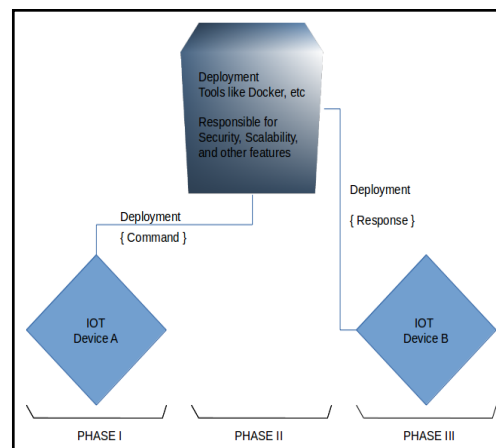 Deployment
Tools like Docker, etc
Responsible for
Security, Scalability,
and other features
Deployment
{ Command }
Deployment
{ Response }
IOT
Device A
IOT
Device B
PHASE I
PHASE II
PHASE III